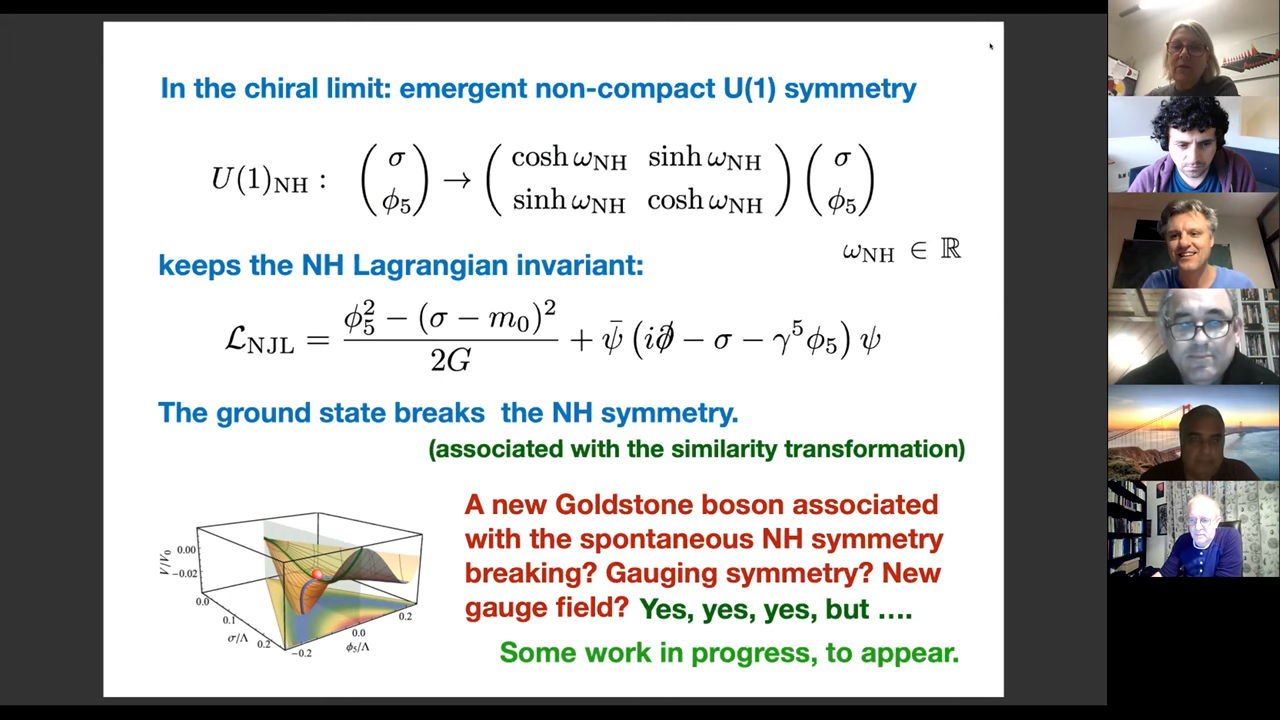 In the chiral limit: emergent non-compact U(1) symmetry
U(1)_NH : (σ ϕ_5) → (cosh ω_NH sinh ω_NH sinh ω_NH cosh ω_NH) (σ ϕ_5)
ω_NH ∈ ℝ
keeps the NH Lagrangian invariant:
ℒ_NJL = (ϕ_5^2 − (σ − m_0)^2) / 2G + ψ̄ (i∂̸ − σ − γ^5ϕ_5) ψ
The ground state breaks the NH symmetry.
(associated with the similarity transformation)
A new Goldstone boson associated
with the spontaneous NH symmetry
breaking? Gauging symmetry? New
gauge field? Yes, yes, yes, but ….
Some work in progress, to appear.
V/V_0
0.00
−0.02
0.0
0.1
0.2
σ/Λ
−0.2
0.0
0.2
ϕ_5/Λ